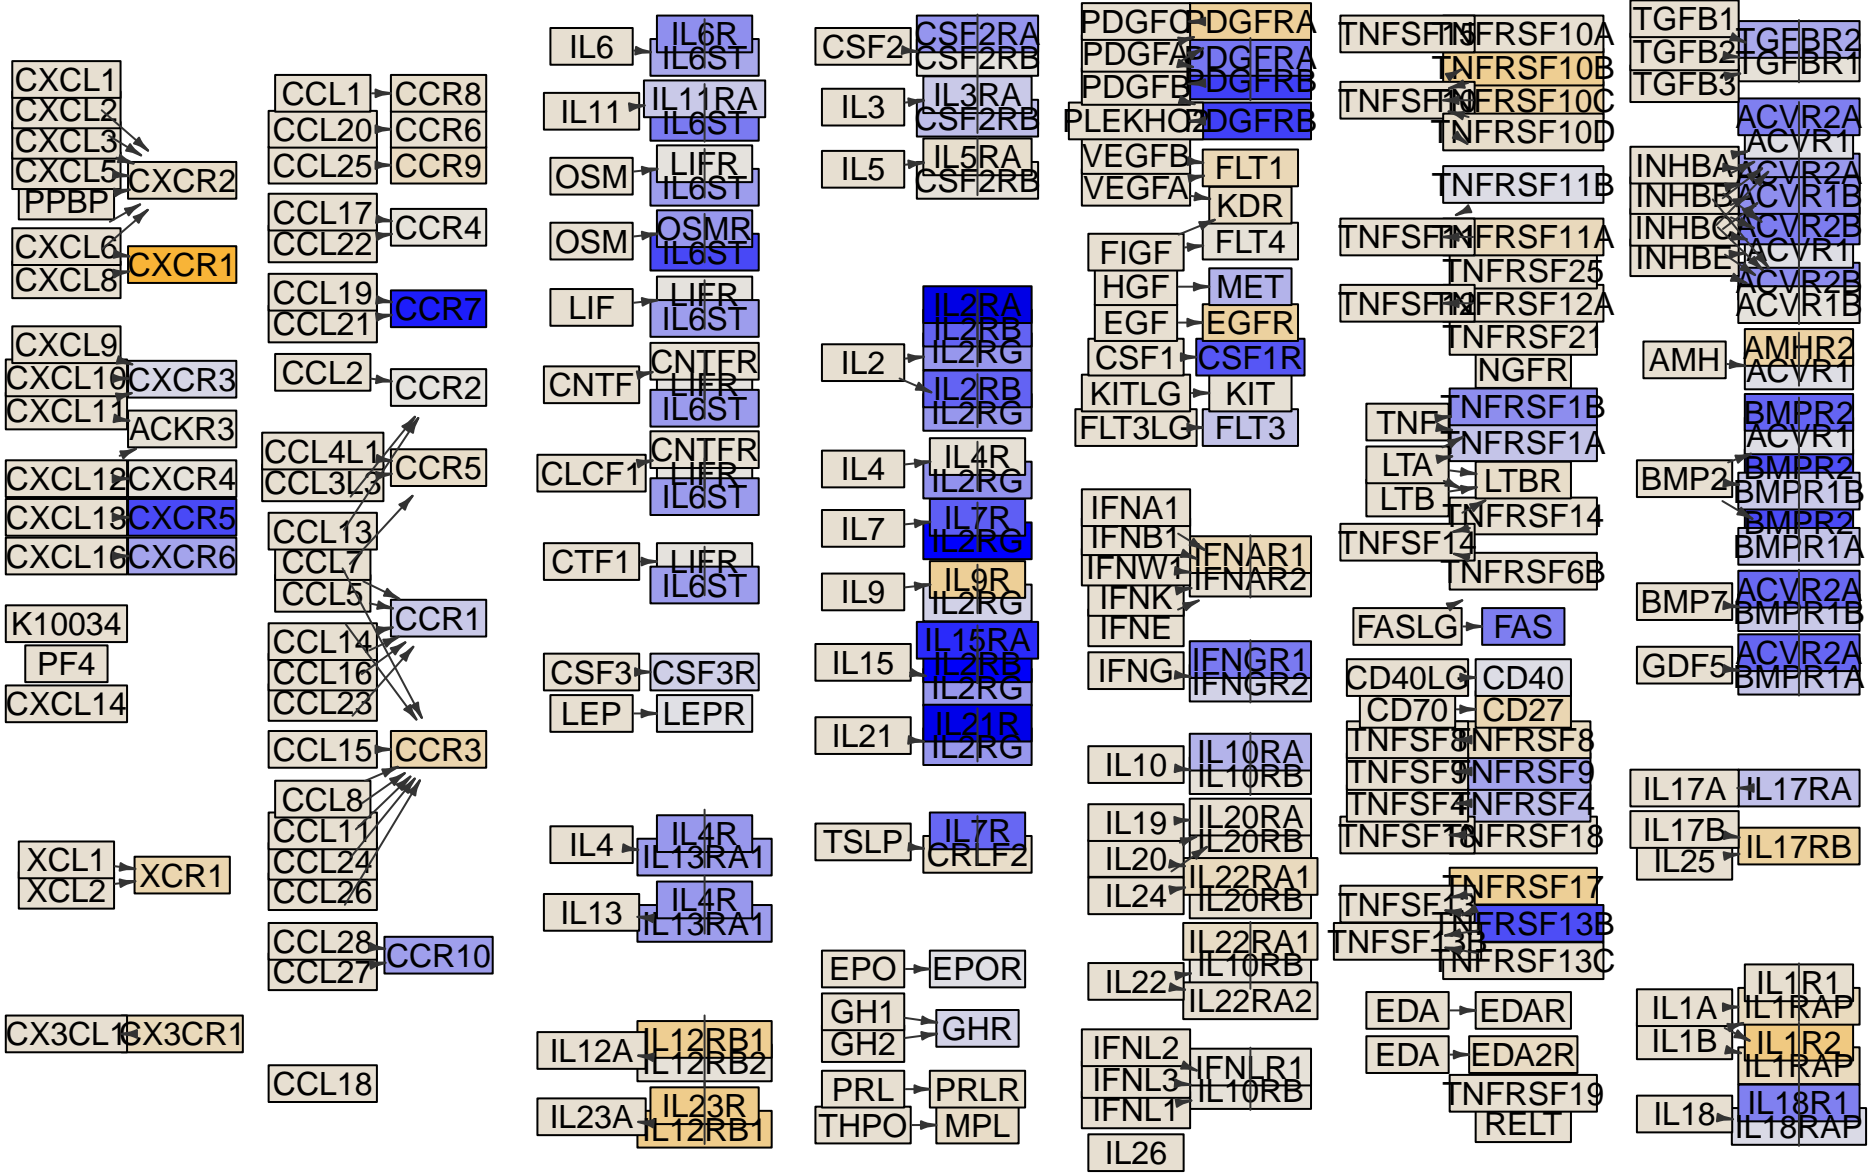 CXCL1
CXCL2
CXCL3
CXCL5
PPBP
CXCR2
CXCL6
CXCL8
CXCR1
CXCL9
CXCL10
CXCL11
CXCR3
ACKR3
CXCL12
CXCR4
CXCL13
CXCR5
CXCL16
CXCR6
K10034
PF4
CXCL14
XCL1
XCL2
XCR1
CX3CL1
CX3CR1
CCL1
CCR8
CCL20
CCR6
CCL25
CCR9
CCL17
CCL22
CCR4
CCL19
CCL21
CCR7
CCL2
CCR2
CCL4L1
CCL3L3
CCR5
CCL13
CCL7
CCL5
CCR1
CCL14
CCL16
CCL23
CCL15
CCR3
CCL8
CCL11
CCL24
CCL26
CCL28
CCL27
CCR10
CCL18
IL6
IL6R
IL6ST
IL11
IL11RA
IL6ST
OSM
LIFR
IL6ST
OSM
OSMR
IL6ST
LIF
LIFR
IL6ST
CNTF
CNTFR
LIFR
IL6ST
CLCF1
CNTFR
LIFR
IL6ST
CTF1
LIFR
IL6ST
CSF3
CSF3R
LEP
LEPR
IL4
IL4R
IL13RA1
IL13
IL4R
IL13RA1
IL12A
IL12RB1
IL12RB2
IL23A
IL23R
IL12RB1
CSF2
CSF2RA
CSF2RB
IL3
IL3RA
CSF2RB
IL5
IL5RA
CSF2RB
IL2
IL2RA
IL2RB
IL2RG
IL2RB
IL2RG
IL4
IL4R
IL2RG
IL7
IL7R
IL2RG
IL9
IL9R
IL2RG
IL15
IL15RA
IL2RB
IL2RG
IL21
IL21R
IL2RG
TSLP
IL7R
CRLF2
EPO
EPOR
GH1
GH2
GHR
PRL
PRLR
THPO
MPL
PDGFC
PDGFRA
PDGFA
PDGFRA
PDGFB
PDGFRB
PLEKHO2
PDGFRB
VEGFB
VEGFA
FLT1
KDR
FIGF
FLT4
HGF
MET
EGF
EGFR
CSF1
CSF1R
KITLG
KIT
FLT3LG
FLT3
IFNA1
IFNB1
IFNW1
IFNK
IFNE
IFNAR1
IFNAR2
IFNG
IFNGR1
IFNGR2
IL10
IL10RA
IL10RB
IL19
IL20
IL24
IL20RA
IL20RB
IL22RA1
IL20RB
IL22
IL22RA1
IL10RB
IL22RA2
IFNL2
IFNL3
IFNL1
IFNLR1
IL10RB
IL26
TNFSF15
TNFRSF10A
TNFRSF10B
TNFSF10
TNFRSF10C
TNFRSF10D
TNFRSF11B
TNFSF11
TNFRSF11A
TNFRSF25
TNFSF12
TNFRSF12A
TNFRSF21
NGFR
TNF
TNFRSF1B
TNFRSF1A
LTA
LTB
LTBR
TNFRSF14
TNFSF14
TNFRSF6B
FASLG
FAS
CD40LG
CD40
CD70
CD27
TNFSF8
TNFRSF8
TNFSF9
TNFRSF9
TNFSF4
TNFRSF4
TNFSF18
TNFRSF18
TNFRSF17
TNFSF13
TNFRSF13B
TNFSF13B
TNFRSF13C
EDA
EDAR
EDA
EDA2R
TNFRSF19
RELT
TGFB1
TGFB2
TGFB3
TGFBR2
TGFBR1
INHBA
INHBB
INHBC
INHBE
ACVR2A
ACVR1
ACVR2A
ACVR1B
ACVR2B
ACVR1
ACVR2B
ACVR1B
AMH
AMHR2
ACVR1
BMP2
BMPR2
ACVR1
BMPR2
BMPR1B
BMPR2
BMPR1A
BMP7
ACVR2A
BMPR1B
GDF5
ACVR2A
BMPR1A
IL17A
IL17RA
IL17B
IL25
IL17RB
IL1A
IL1B
IL1R1
IL1RAP
IL1R2
IL1RAP
IL18
IL18R1
IL18RAP